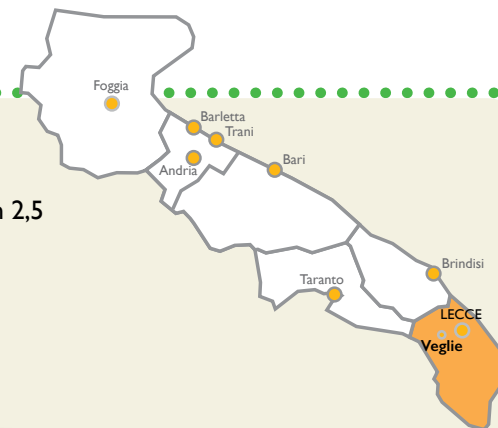 Foggia
Barletta
Trani
Andria
Bari
2,5
Brindisi
Taranto
LECCE
Veglie